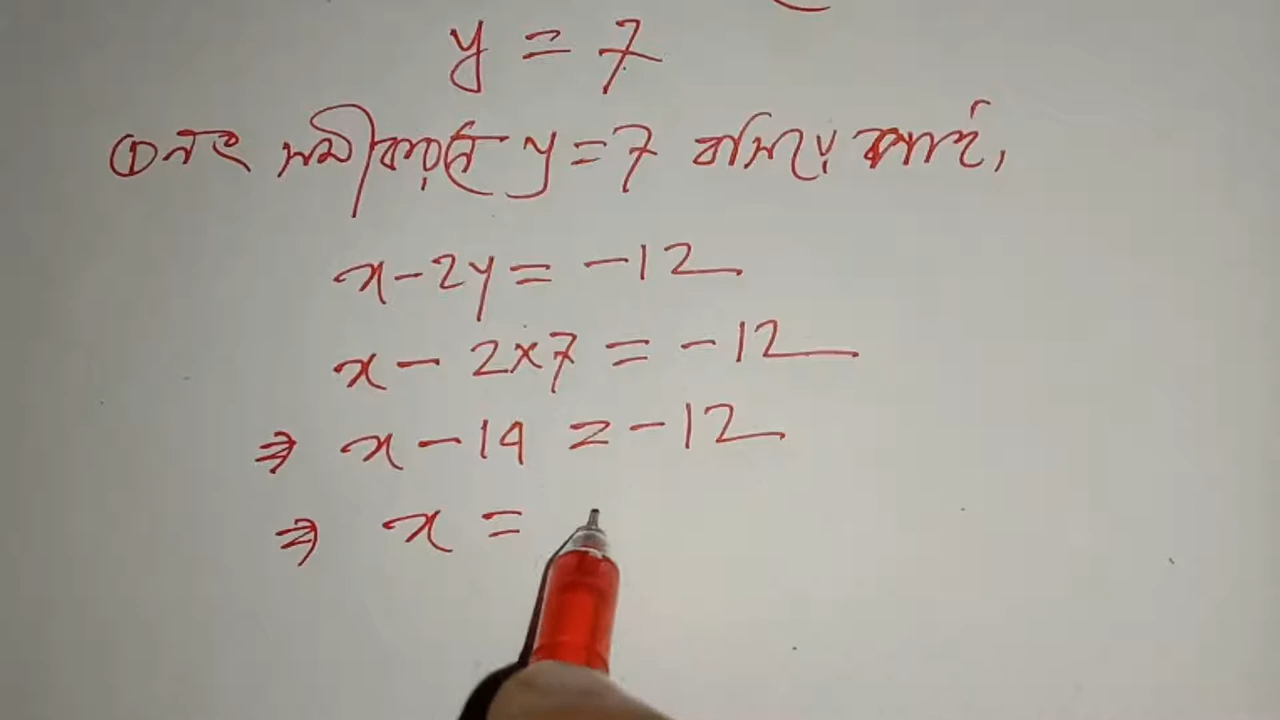 y = 7
①নং সমীকরণে y = 7 বসিয়ে পাই,
x - 2y = -12
x - 2×7 = -12
⇒ x - 14 = -12
⇒ x =